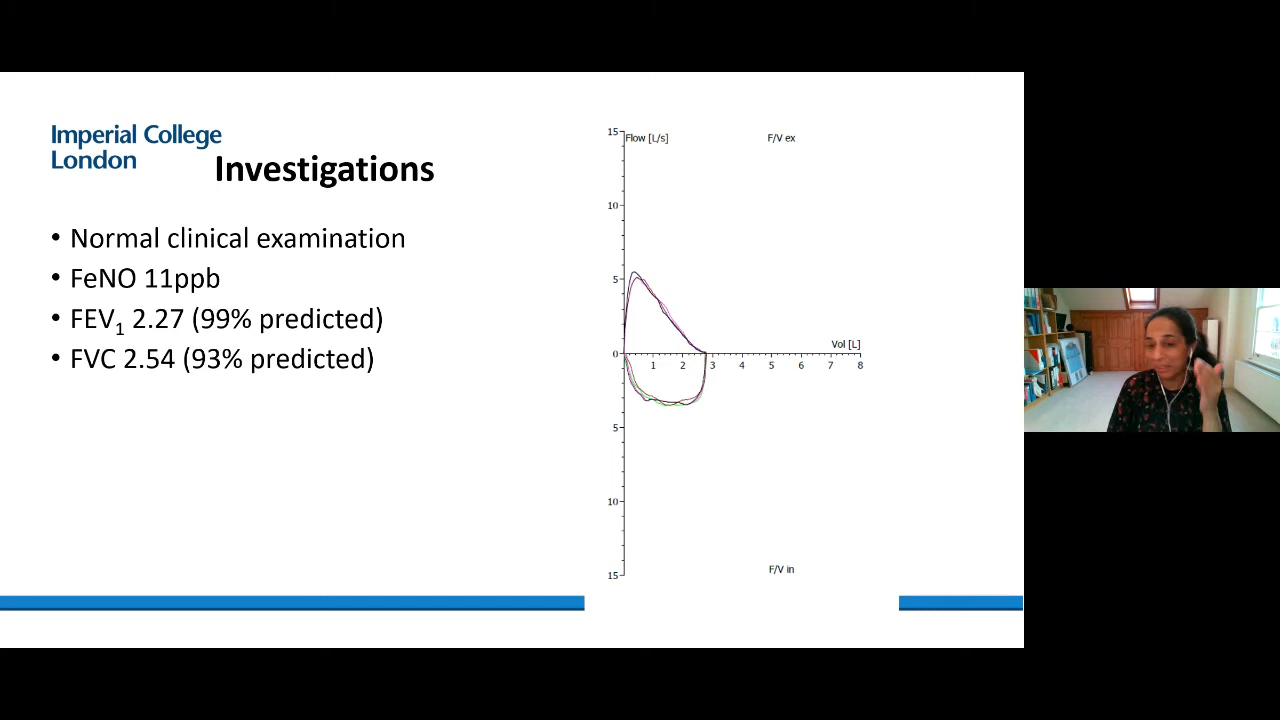 Imperial College
London
Investigations
• Normal clinical examination
• FeNO 11ppb
• FEV₁ 2.27 (99% predicted)
• FVC 2.54 (93% predicted)
15
Flow [L/s]
F/V ex
10
5
0
Vol [L]
1 2 3 4 5 6 7 8
5
10
F/V in
15